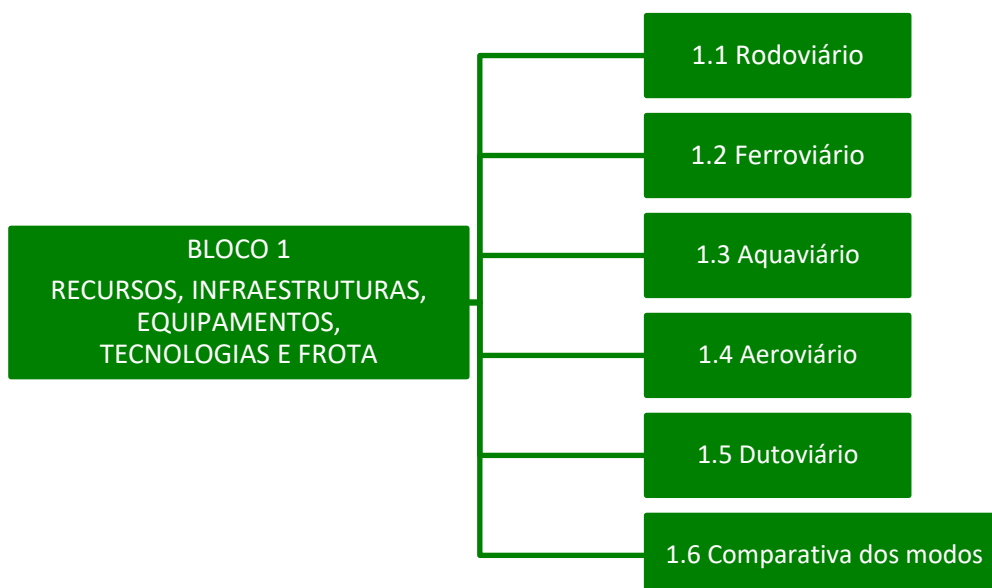 BLOCO 1
RECURSOS, INFRAESTRUTURAS,
EQUIPAMENTOS,
TECNOLOGIAS E FROTA
1.1 Rodoviário
1.2 Ferroviário
1.3 Aquaviário
1.4 Aeroviário
1.5 Dutoviário
1.6 Comparativa dos modos